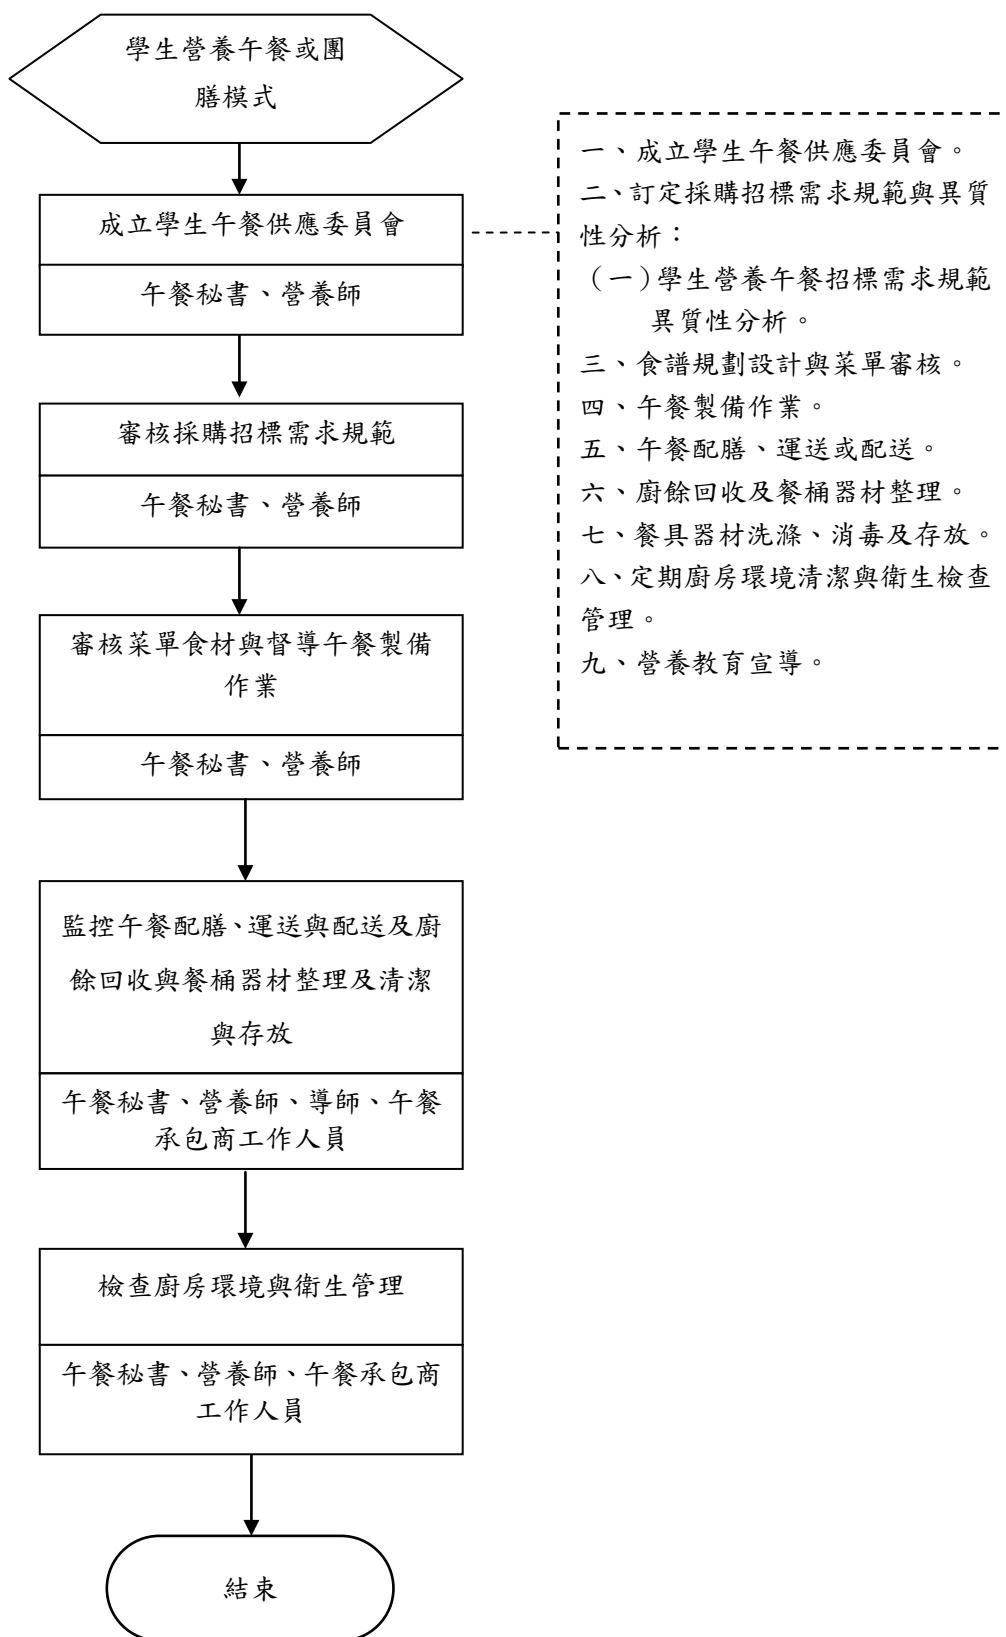 學生營養午餐或團
膳模式
成立學生午餐供應委員會
午餐秘書、營養師
審核採購招標需求規範
午餐秘書、營養師
審核菜單食材與督導午餐製備
作業
午餐秘書、營養師
監控午餐配膳、運送與配送及廚
餘回收與餐桶器材整理及清潔
與存放
午餐秘書、營養師、導師、午餐
承包商工作人員
檢查廚房環境與衛生管理
午餐秘書、營養師、午餐承包商
工作人員
結束
一、成立學生午餐供應委員會。
二、訂定採購招標需求規範與異質
性分析：
（一）學生營養午餐招標需求規範
異質性分析。
三、食譜規劃設計與菜單審核。
四、午餐製備作業。
五、午餐配膳、運送或配送。
六、廚餘回收及餐桶器材整理。
七、餐具器材洗滌、消毒及存放。
八、定期廚房環境清潔與衛生檢查
管理。
九、營養教育宣導。